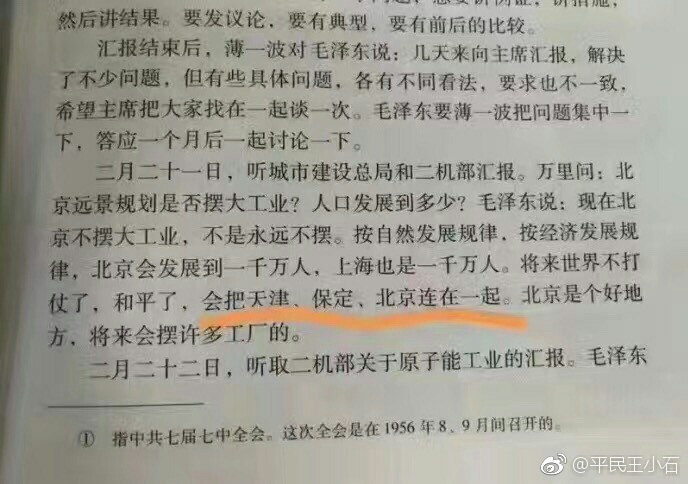 然后讲结果。要发议论，要有典型，要有前后的比较。
汇报结束后，薄一波对毛泽东说：几天来向主席汇报，解决
了不少问题，但有些具体问题，各有不同看法，要求也不一致，
希望主席把大家找在一起谈一次。毛泽东要薄一波把问题集中一
下，答应一个月后一起讨论一下。
二月二十一日，听城市建设总局和二机部汇报。万里问：北
京远景规划是否摆大工业？人口发展到多少？毛泽东说：现在北
京不摆大工业，不是永远不摆。按自然发展规律，按经济发展规
律，北京会发展到一千万人，上海也是一千万人。将来世界不打
仗了，和平了，会把天津、保定、北京连在一起。北京是个好地
方，将来会摆许多工厂的。
二月二十二日，听取二机部关于原子能工业的汇报。毛泽东
① 指中共七届七中全会。这次全会是在1956年8、9月间召开的。
@平民王小石